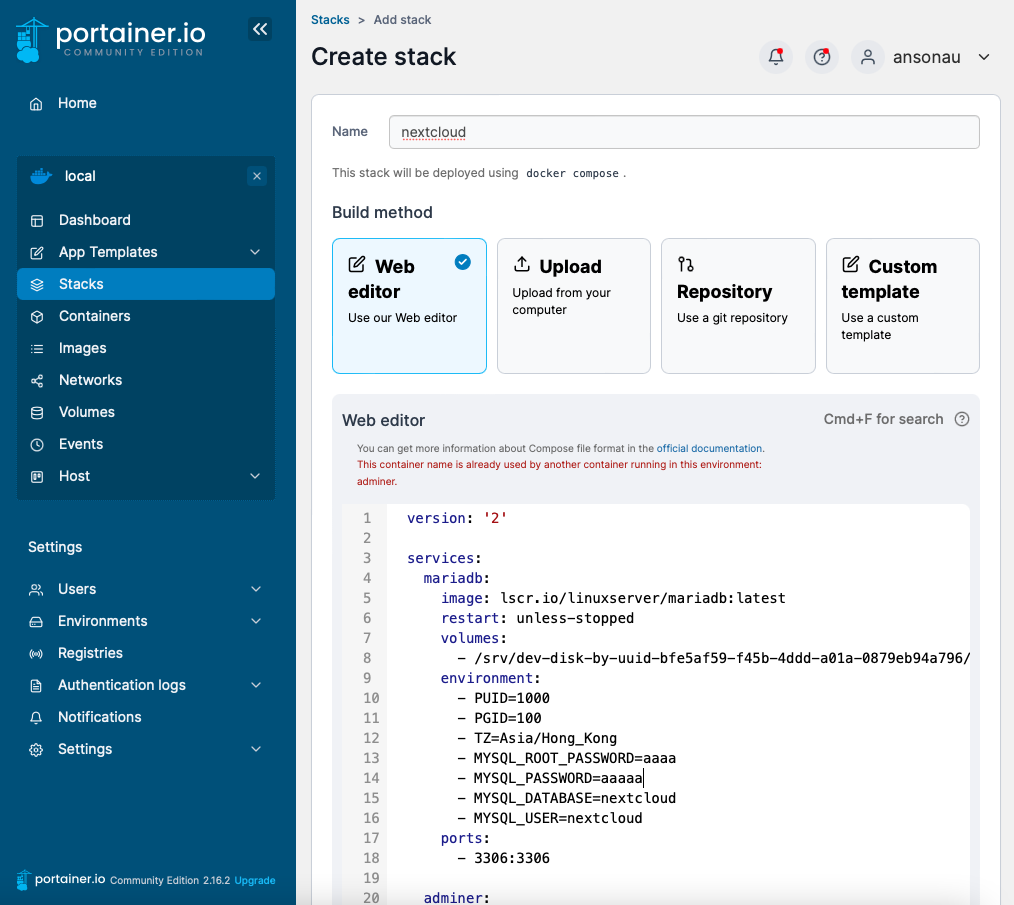 portainer.io
COMMUNITY EDITION
Home
local
Dashboard
App Templates
Stacks
Containers
Images
Networks
Volumes
Events
Host
Settings
Users
Environments
Registries
Authentication logs
Notifications
Settings
portainer.io Community Edition 2.16.2 Upgrade
Stacks > Add stack
Create stack
ansonau
Name nextcloud
This stack will be deployed using docker compose .
Build method
Web editor
Use our Web editor
Upload
Upload from your computer
Repository
Use a git repository
Custom template
Use a custom template
Web editor
Cmd+F for search
You can get more information about Compose file format in the official documentation.
This container name is already used by another container running in this environment:
adminer.
1 version: '2'
2
3 services:
4 mariadb:
5 image: lscr.io/linuxserver/mariadb:latest
6 restart: unless-stopped
7 volumes:
8 - /srv/dev-disk-by-uuid-bfe5af59-f45b-4ddd-a01a-0879eb94a796/
9 environment:
10 - PUID=1000
11 - PGID=100
12 - TZ=Asia/Hong_Kong
13 - MYSQL_ROOT_PASSWORD=aaaa
14 - MYSQL_PASSWORD=aaaaa
15 - MYSQL_DATABASE=nextcloud
16 - MYSQL_USER=nextcloud
17 ports:
18 - 3306:3306
19
20 adminer: